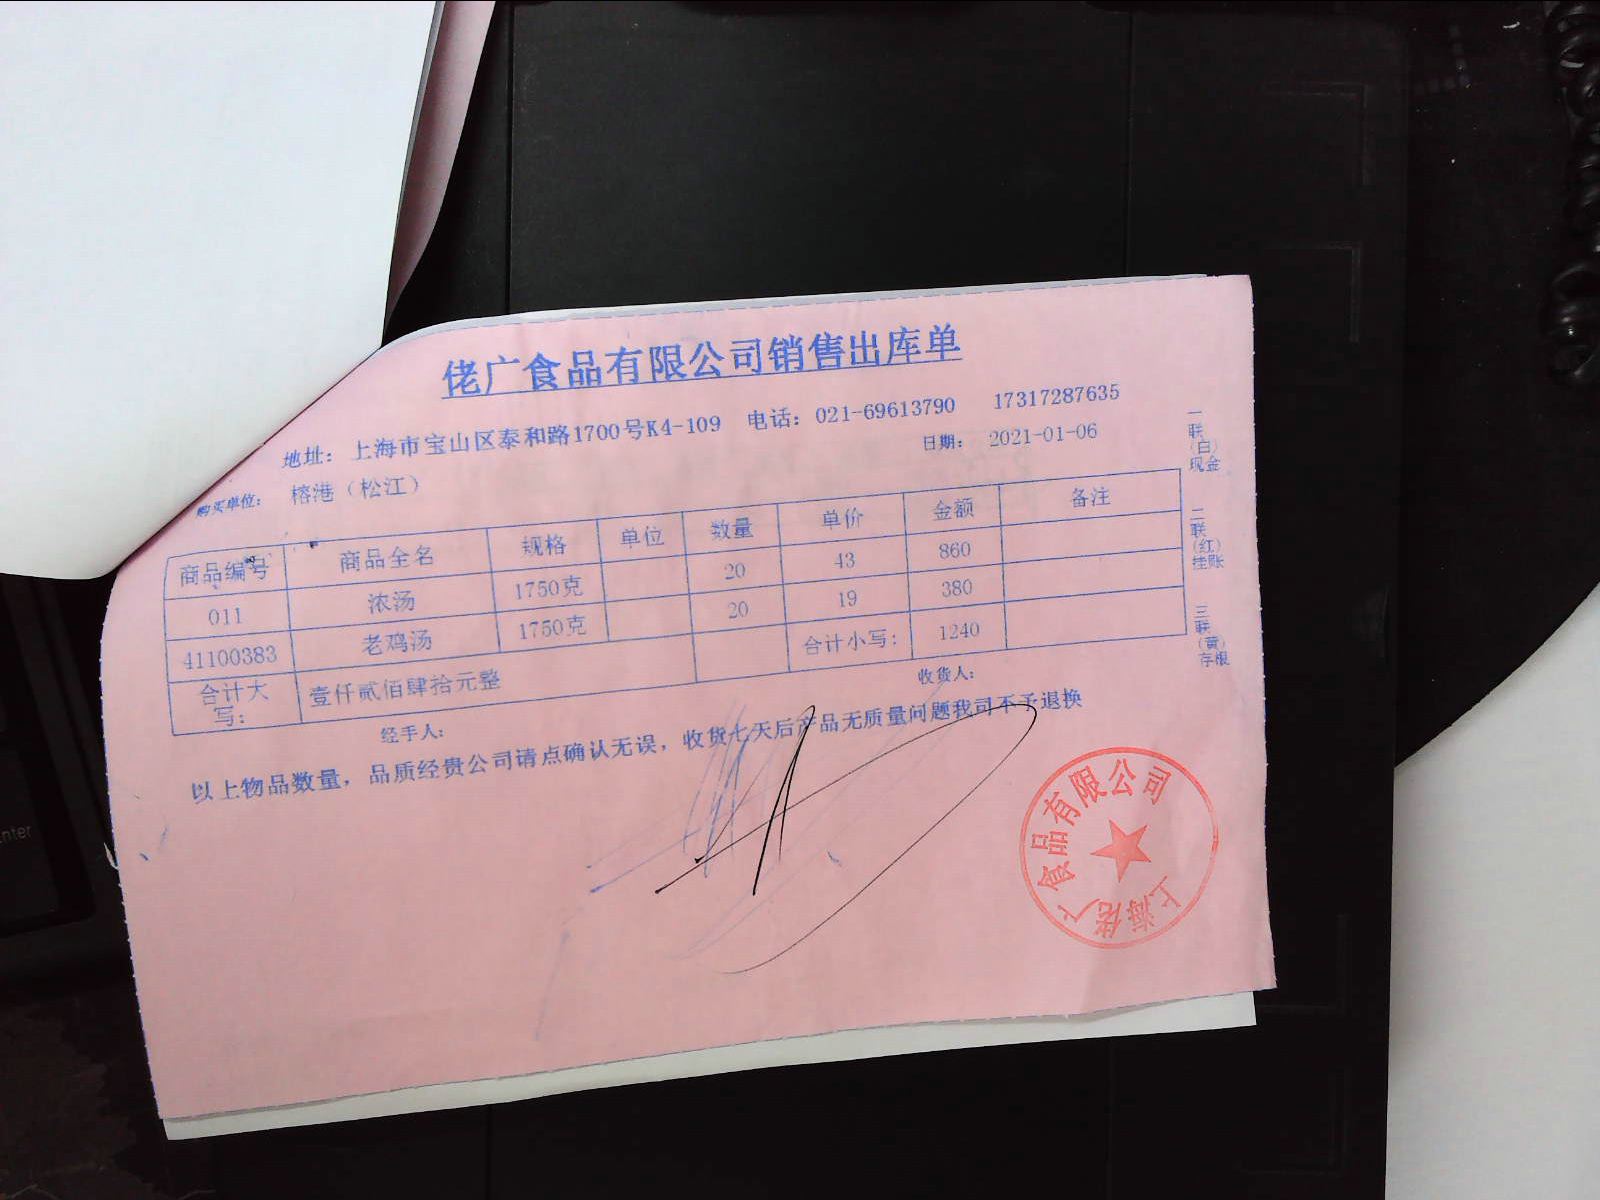 佬广食品有限公司销售出库单
地址：上海市宝山区泰和路1700号K4-109 电话：021-69613790 17317287635
购买单位： 榕港（松江） 日期： 2021-01-06
商品编号 商品全名 规格 单位 数量 单价 金额 备注
011 浓汤 1750克 20 43 860
41100383 老鸡汤 1750克 20 19 380
合计大写： 壹仟贰佰肆拾元整 合计小写： 1240
经手人： 收货人：
以上物品数量，品质经贵公司请点确认无误，收货七天后产品无质量问题我司不予退换
一联（白）现金
二联（红）挂账
三联（黄）存根
上海佬广食品有限公司